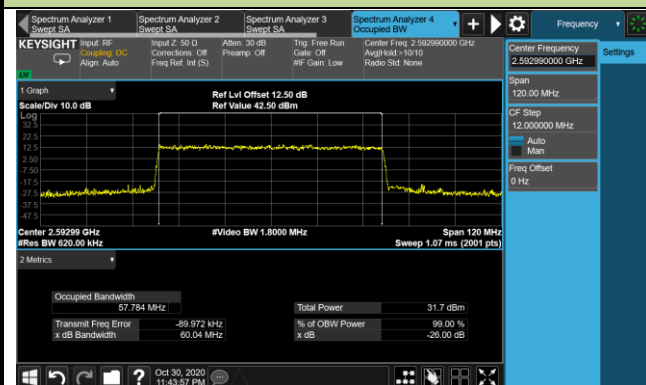 Spectrum Analyzer 1
Swept SA
Spectrum Analyzer 2
Swept SA
Spectrum Analyzer 3
Swept SA
Spectrum Analyzer 4
Occupied BW
Frequency
KEYSIGHT
Input: RF
Coupling: DC
Align: Auto
Input Z: 50 Ω
Corrections: Off
Freq Ref: Int (S)
Atten: 30 dB
Preamp: Off
Trig: Free Run
Gate: Off
#IF Gain: Low
Center Freq: 2.592990000 GHz
Avg|Hold:>10/10
Radio Std: None
LXI
1 Graph
Scale/Div 10.0 dB
Ref Lvl Offset 12.50 dB
Ref Value 42.50 dBm
Log
32.5
22.5
12.5
2.50
-7.50
-17.5
-27.5
-37.5
-47.5
Center 2.59299 GHz
#Res BW 620.00 kHz
#Video BW 1.8000 MHz
Span 120 MHz
Sweep 1.07 ms (2001 pts)
2 Metrics
Occupied Bandwidth
57.784 MHz
Total Power 31.7 dBm
Transmit Freq Error -89.972 kHz
% of OBW Power 99.00 %
x dB Bandwidth 60.04 MHz
x dB -26.00 dB
Oct 30, 2020
11:43:57 PM
Center Frequency
2.592990000 GHz
Settings
Span
120.00 MHz
CF Step
12.000000 MHz
Auto
Man
Freq Offset
0 Hz